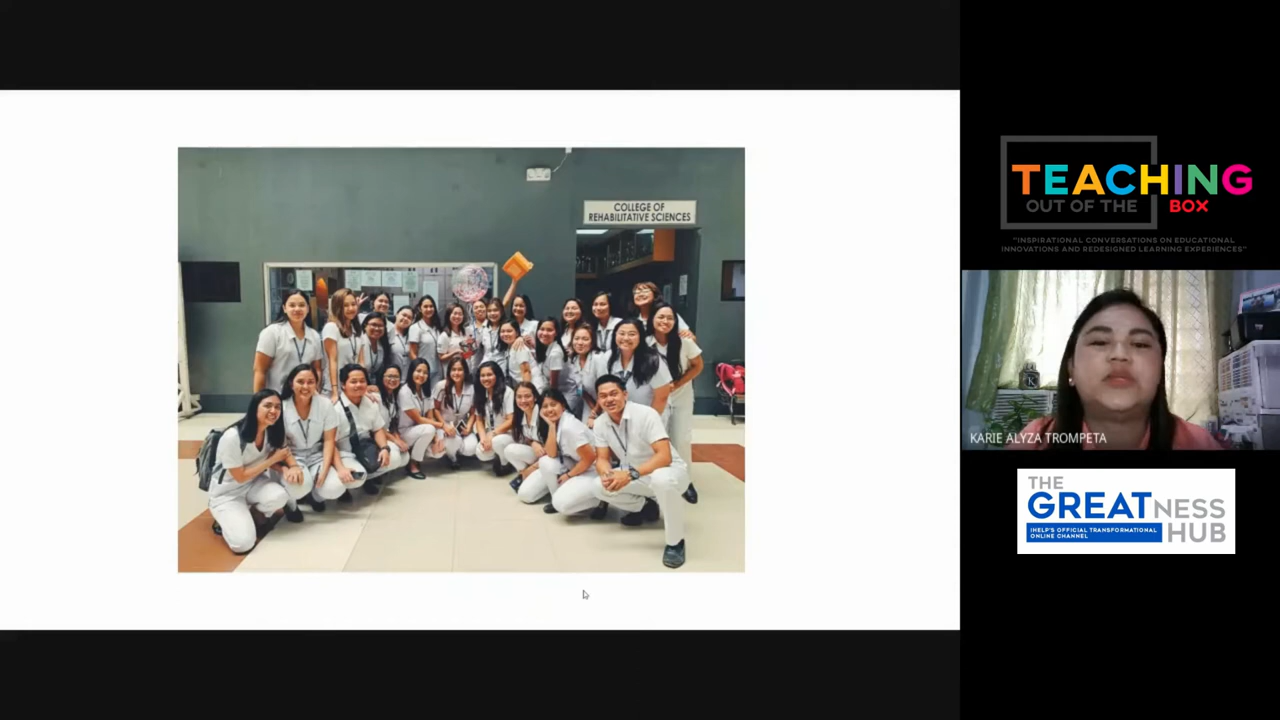 COLLEGE OF
REHABILITATIVE SCIENCES
TEACHING
OUT OF THE BOX
"INSPIRATIONAL CONVERSATIONS ON EDUCATIONAL
INNOVATIONS AND REDESIGNED LEARNING EXPERIENCES"
K
KARIE ALYZA TROMPETA
THE
GREATNESS
HUB
INELP'S OFFICIAL TRANSFORMATIONAL
ONLINE CHANNEL